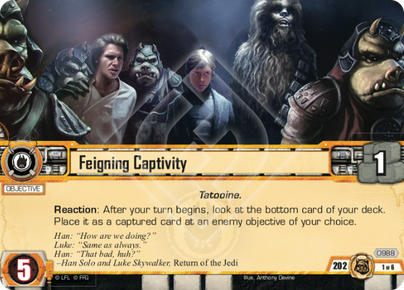 Feigning Captivity
1
OBJECTIVE
Tatooine.
Reaction: After your turn begins, look at the bottom card of your deck.
Place it as a captured card at an enemy objective of your choice.
Han: "How are we doing?"
Luke: "Same as always."
Han: "That bad, huh?"
–Han Solo and Luke Skywalker, Return of the Jedi
0988
202
1 of 6
5
© LFL © FFG
Illus. Anthony Devine